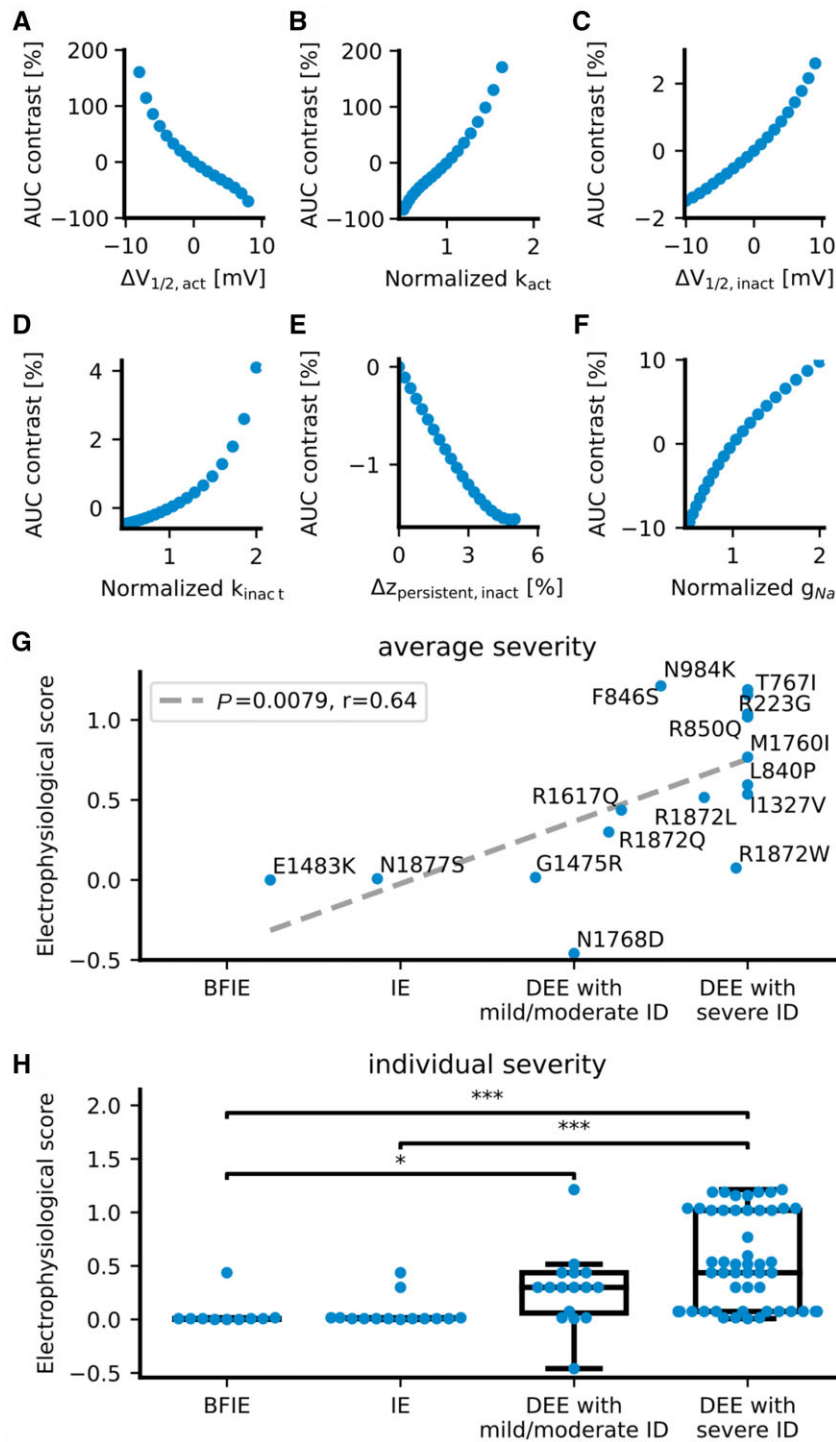 A
AUC contrast [%]
200
100
0
−100
−10
0
10
ΔV1/2, act [mV]
B
AUC contrast [%]
200
100
0
−100
1
2
Normalized kact
C
AUC contrast [%]
2
0
−2
−10
0
10
ΔV1/2, inact [mV]
D
AUC contrast [%]
4
2
0
1
2
Normalized kinact
E
AUC contrast [%]
0
−1
0
3
6
Δzpersistent, inact [%]
F
AUC contrast [%]
10
0
−10
1
2
Normalized gNa
G
average severity
Electrophysiological score
1.0
0.5
0.0
−0.5
P=0.0079, r=0.64
N984K
F846S
T767I
R223G
R850Q
M1760I
L840P
R1617Q
I1327V
R1872L
R1872Q
E1483K
N1877S
G1475R
R1872W
N1768D
BFIE
IE
DEE with
mild/moderate ID
DEE with
severe ID
H
individual severity
Electrophysiological score
2.0
1.5
1.0
0.5
0.0
−0.5
***
***
*
BFIE
IE
DEE with
mild/moderate ID
DEE with
severe ID